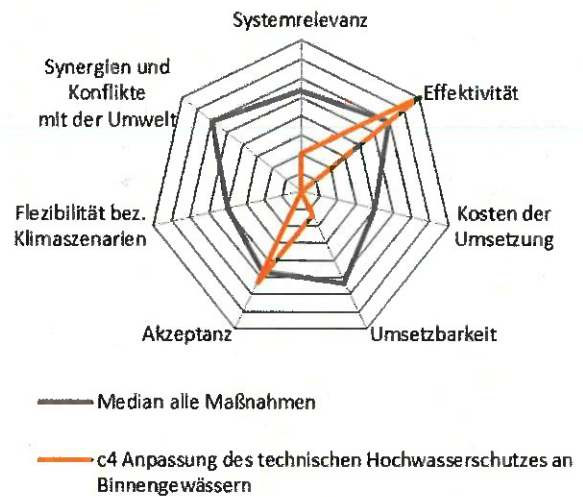 Systemrelevanz
Synergien und
Konflikte
mit der Umwelt
Effektivität
Flezibilität bez.
Klimaszenarien
Kosten der
Umsetzung
Akzeptanz
Umsetzbarkeit
Median alle Maßnahmen
c4 Anpassung des technischen Hochwasserschutzes an
Binnengewässern